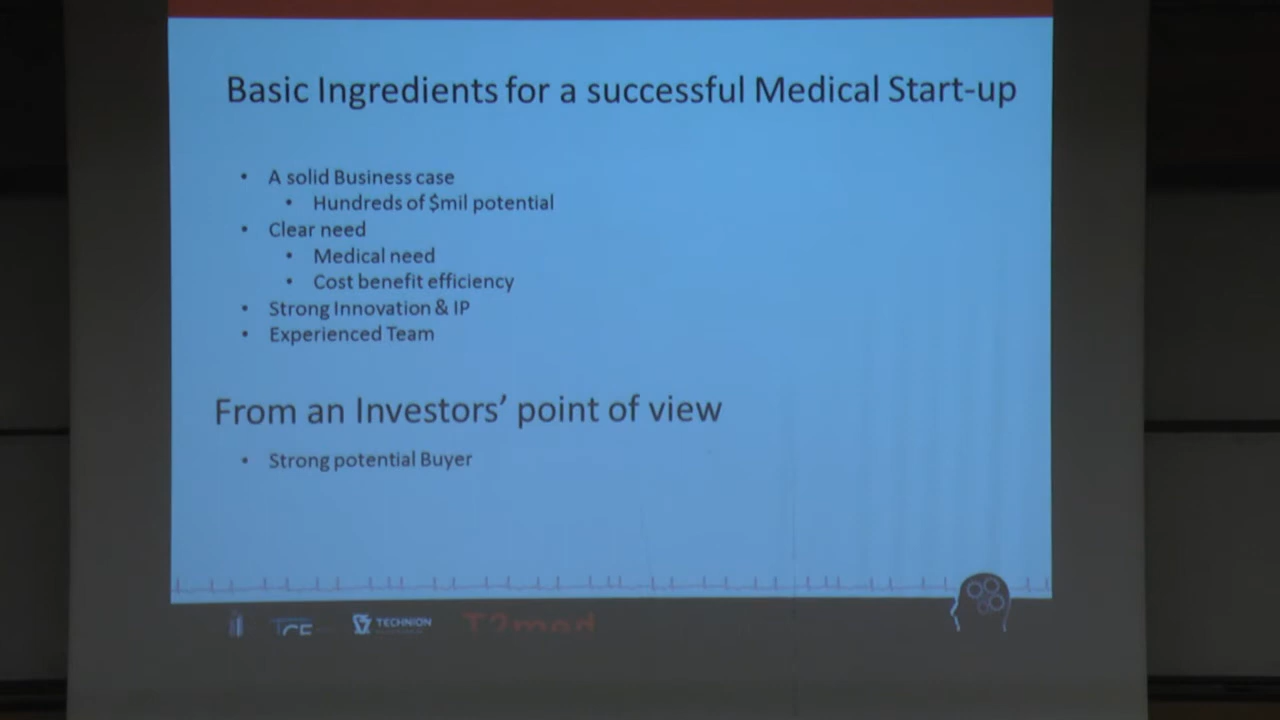 Basic Ingredients for a successful Medical Start-up
• A solid Business case
• Hundreds of $mil potential
• Clear need
• Medical need
• Cost benefit efficiency
• Strong Innovation & IP
• Experienced Team
From an Investors’ point of view
• Strong potential Buyer
TECHNION